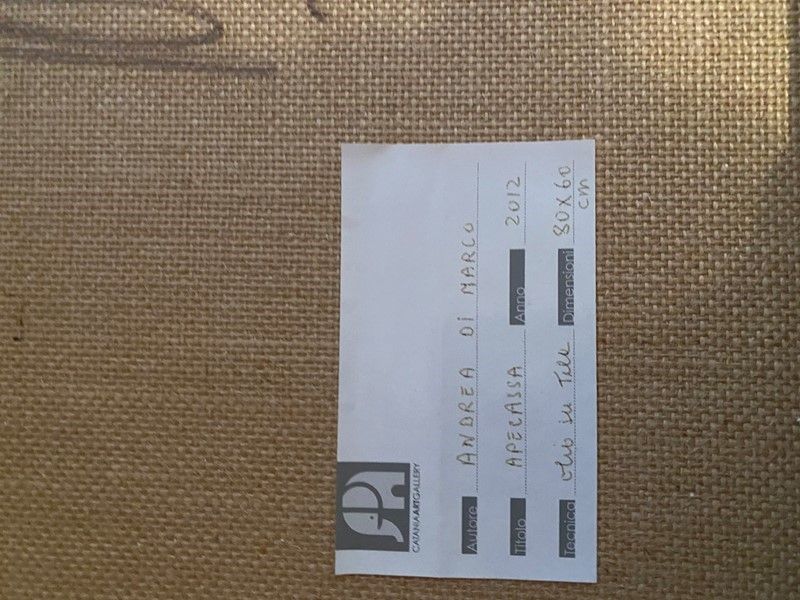 CATANIAARTGALLERY
Autore ANDREA DI MARCO
Titolo APECASSA Anno 2012
Tecnica olio su Tela Dimensioni 80X60
cm